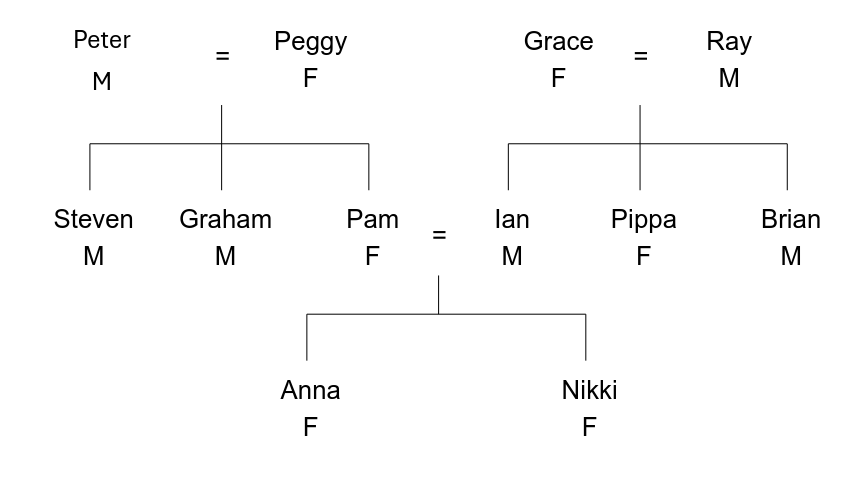 Peter = Peggy Grace = Ray
M F F M
Steven Graham Pam = Ian Pippa Brian
M M F M F M
Anna Nikki
F F